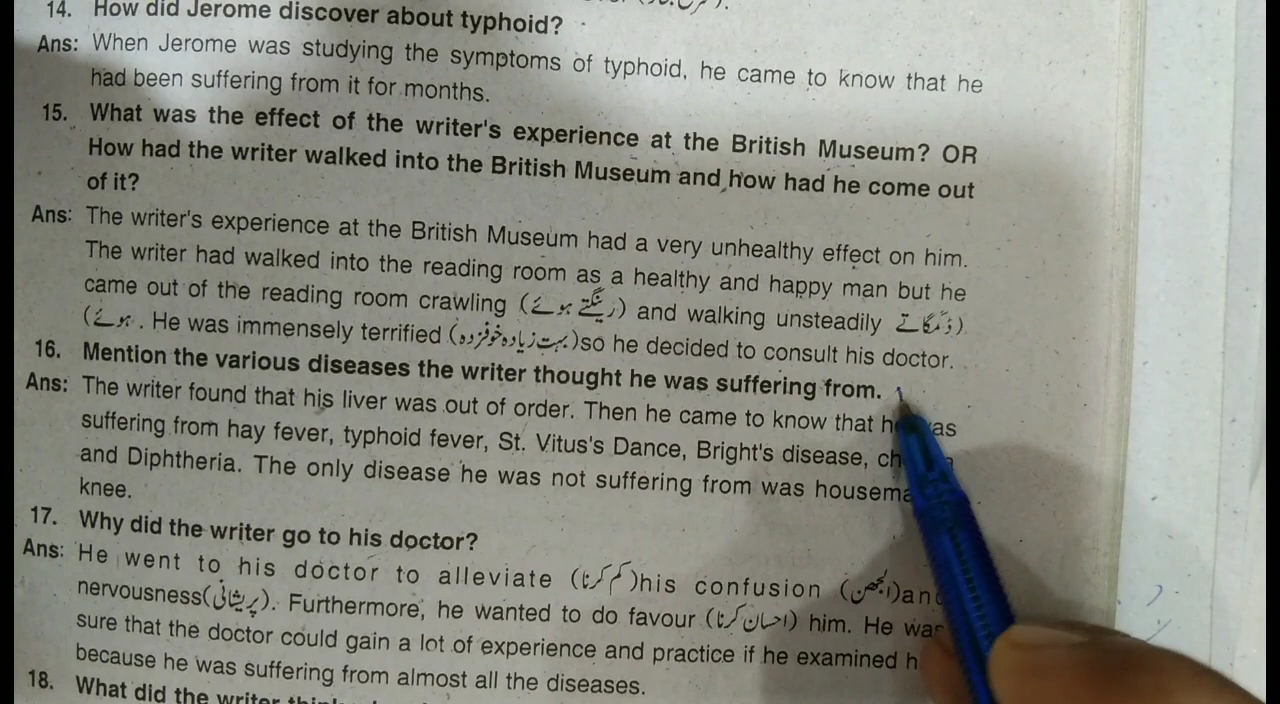 14. How did Jerome discover about typhoid?
Ans: When Jerome was studying the symptoms of typhoid, he came to know that he
had been suffering from it for months.
15. What was the effect of the writer's experience at the British Museum? OR
How had the writer walked into the British Museum and how had he come out
of it?
Ans: The writer's experience at the British Museum had a very unhealthy effect on him.
The writer had walked into the reading room as a healthy and happy man but he
came out of the reading room crawling (رینگتے ہوئے) and walking unsteadily ڈگمگاتے)
(ہوئے. He was immensely terrified (بہت زیادہ خوفزدہ)so he decided to consult his doctor.
16. Mention the various diseases the writer thought he was suffering from.
Ans: The writer found that his liver was out of order. Then he came to know that he was
suffering from hay fever, typhoid fever, St. Vitus's Dance, Bright's disease,
and Diphtheria. The only disease he was not suffering from was
knee.
17. Why did the writer go to his doctor?
Ans: He went to his doctor to alleviate (کم کرنا)his confusion (الجھن)and
nervousness(پریشانی). Furthermore, he wanted to do favour (احسان کرنا) him. He was
sure that the doctor could gain a lot of experience and practice if he examined
because he was suffering from almost all the diseases.
18. What did the writer